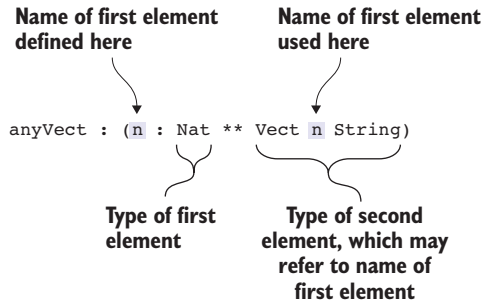 Name of first element
defined here
Name of first element
used here
anyVect : (n : Nat ** Vect n String)
Type of first
element
Type of second
element, which may
refer to name of
first element